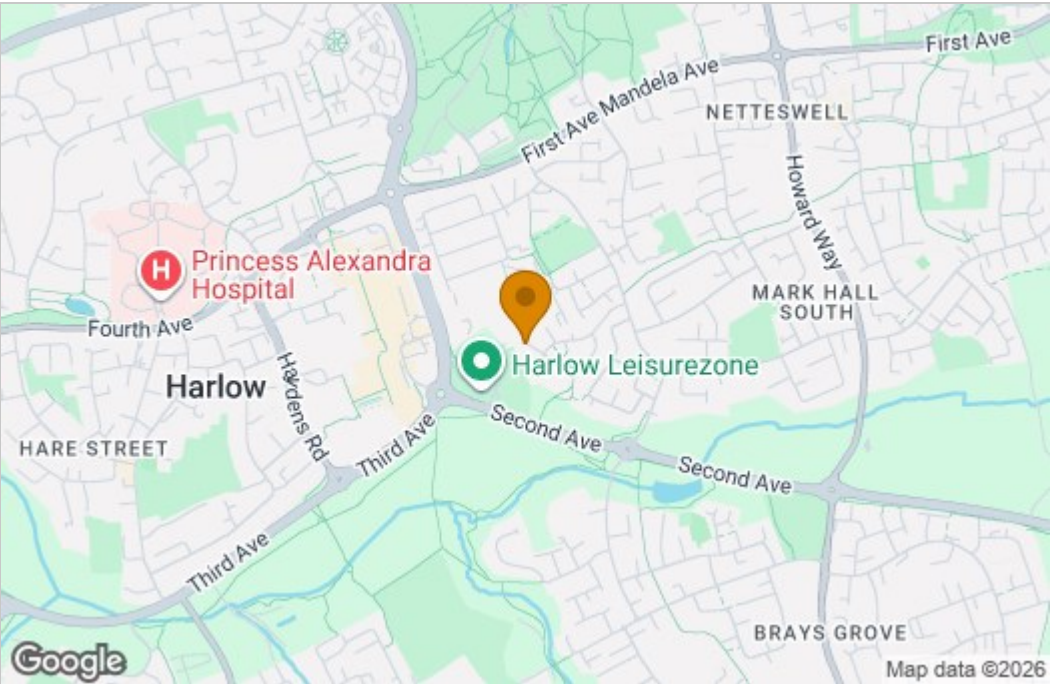 First Ave
First Ave Mandela Ave
NETTESWELL
Howard Way
H
Princess Alexandra
Hospital
MARK HALL
SOUTH
Fourth Ave
Harlow Leisurezone
Harlow
Haydens Rd
Second Ave
HARE STREET
Third Ave
Second Ave
Third Ave
BRAYS GROVE
Google
Map data ©2026